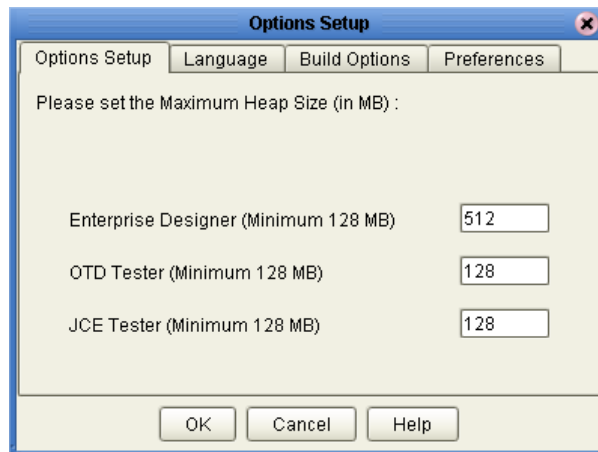 Options Setup
Options Setup Language Build Options Preferences
Please set the Maximum Heap Size (in MB) :
Enterprise Designer (Minimum 128 MB) 512
OTD Tester (Minimum 128 MB) 128
JCE Tester (Minimum 128 MB) 128
OK Cancel Help